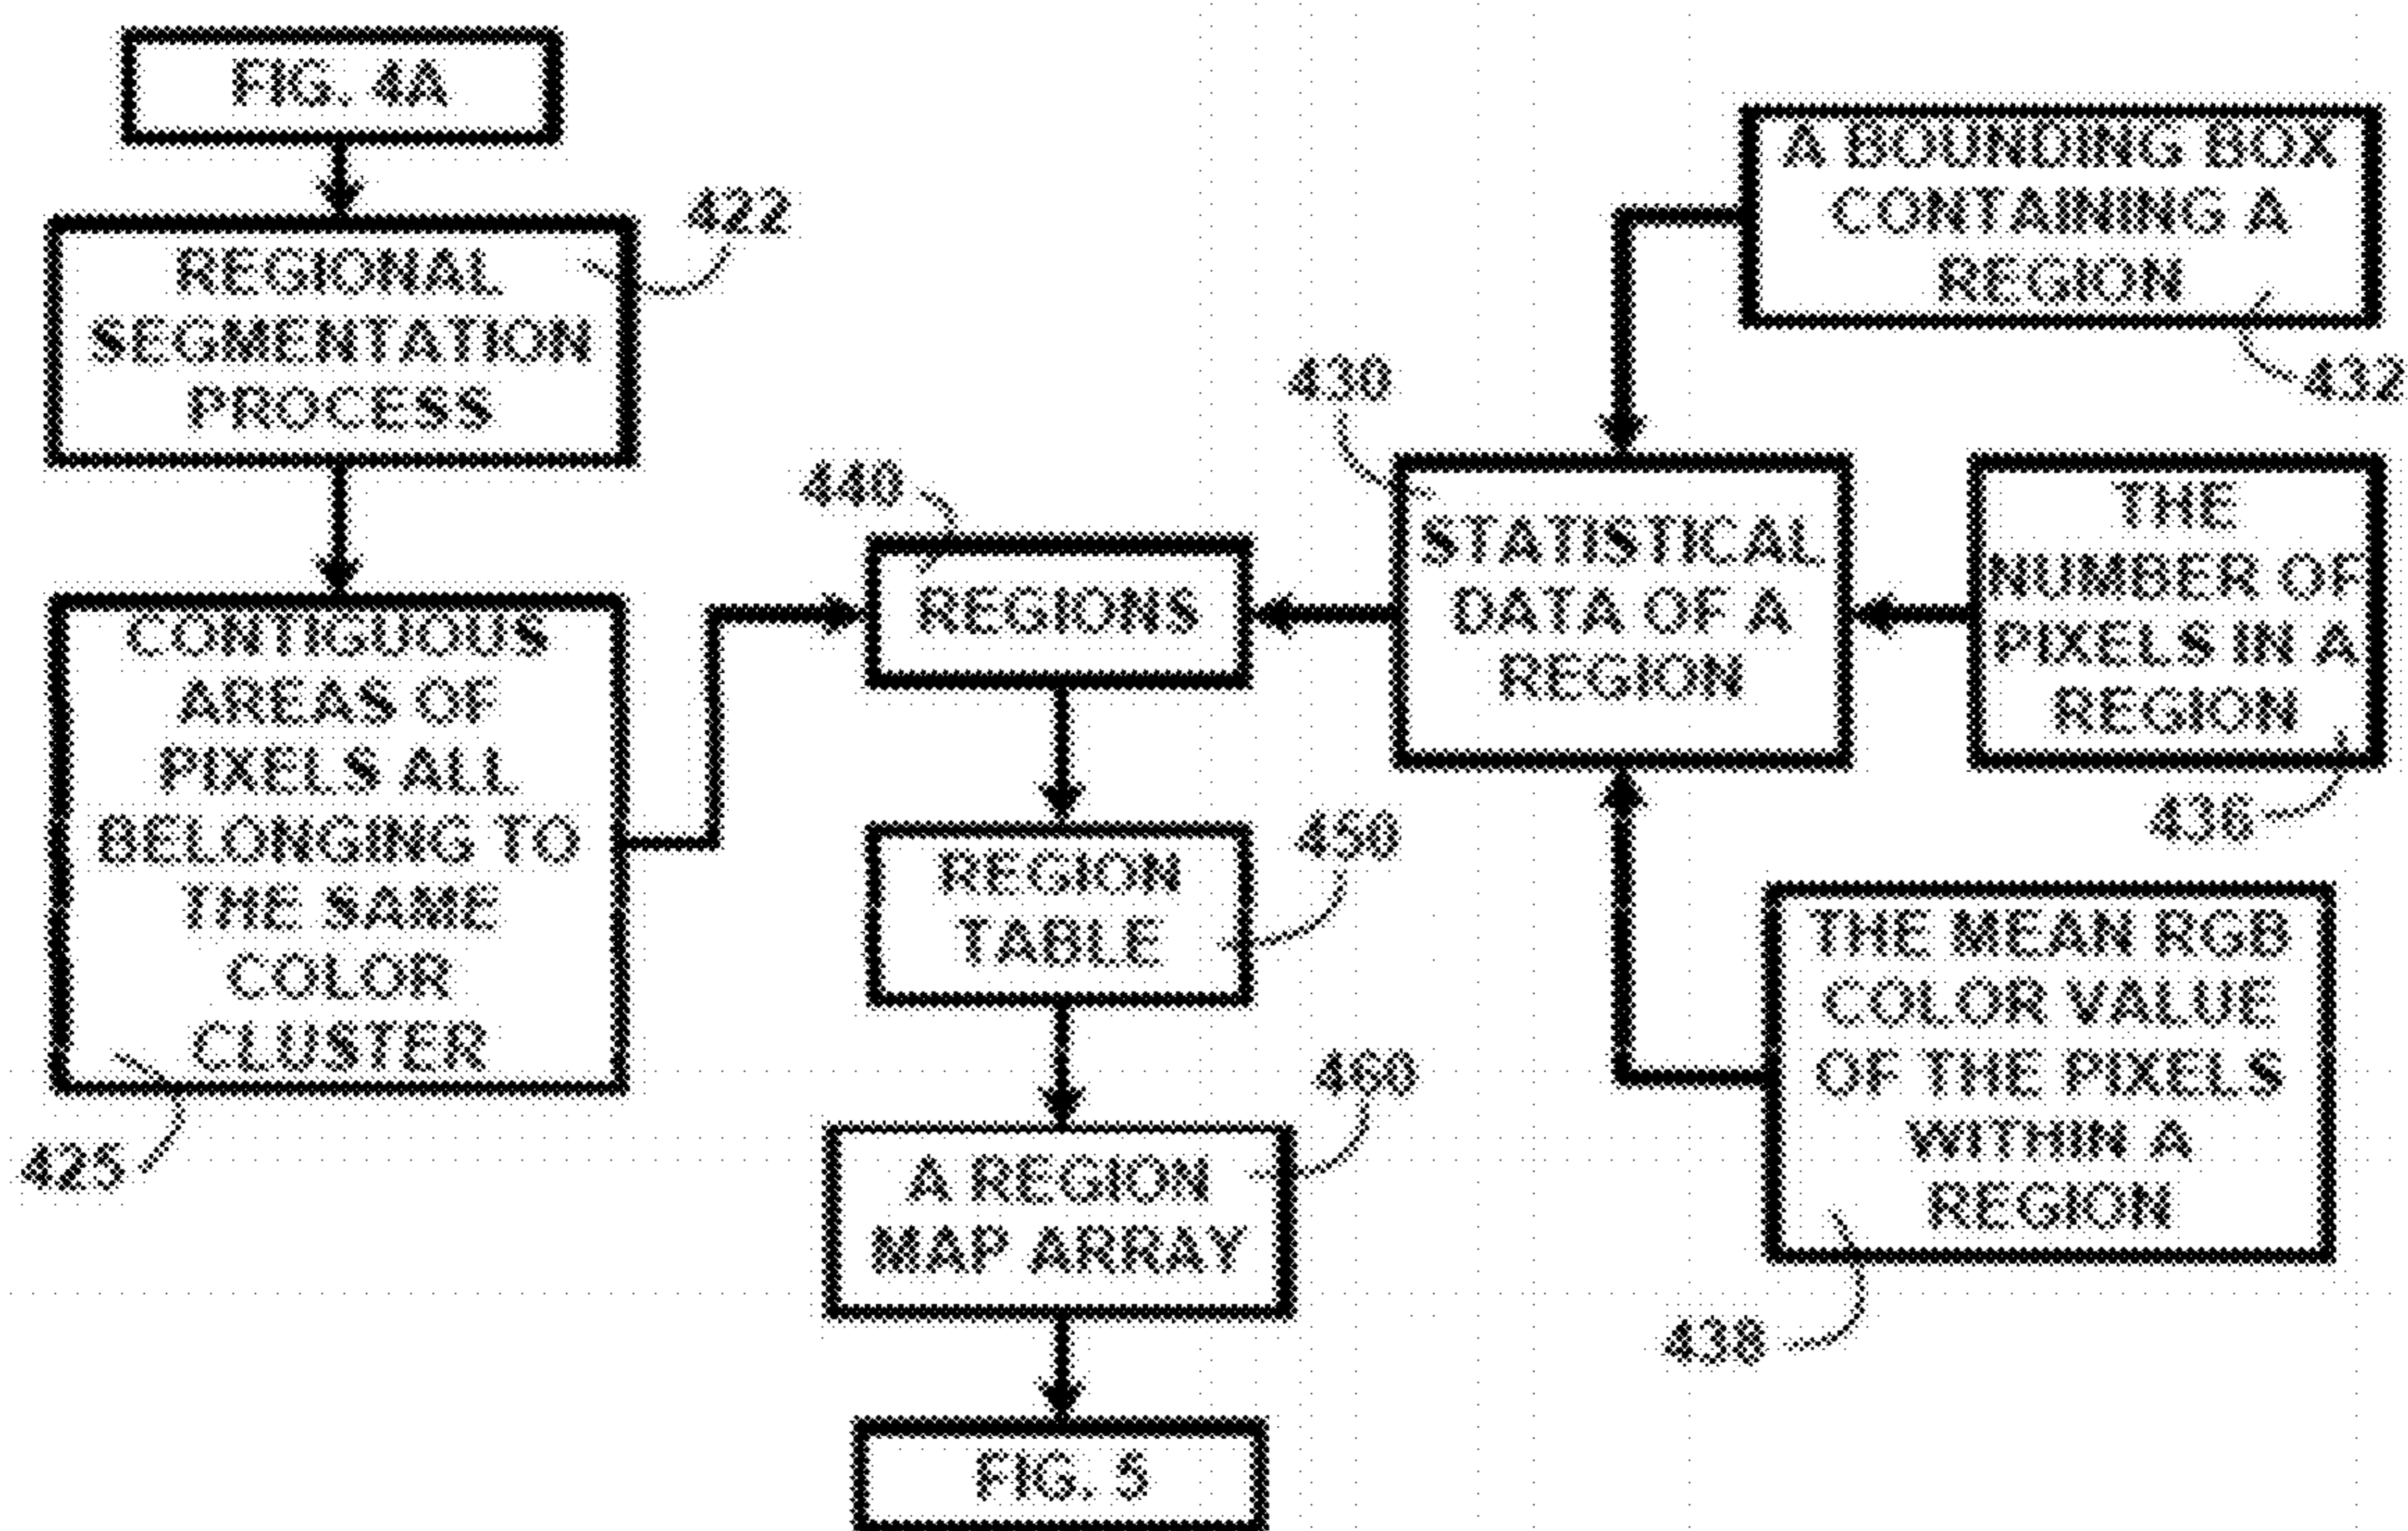 FIG. 4A
422
REGIONAL
SEGMENTATION
PROCESS
CONTIGUOUS
AREAS OF
PIXELS ALL
BELONGING TO
THE SAME
COLOR
CLUSTER
425
440
REGIONS
450
REGION
TABLE
460
A REGION
MAP ARRAY
FIG. 5
430
STATISTICAL
DATA OF A
REGION
A BOUNDING BOX
CONTAINING A
REGION
432
THE
NUMBER OF
PIXELS IN A
REGION
436
THE MEAN RGB
COLOR VALUE
OF THE PIXELS
WITHIN A
REGION
438